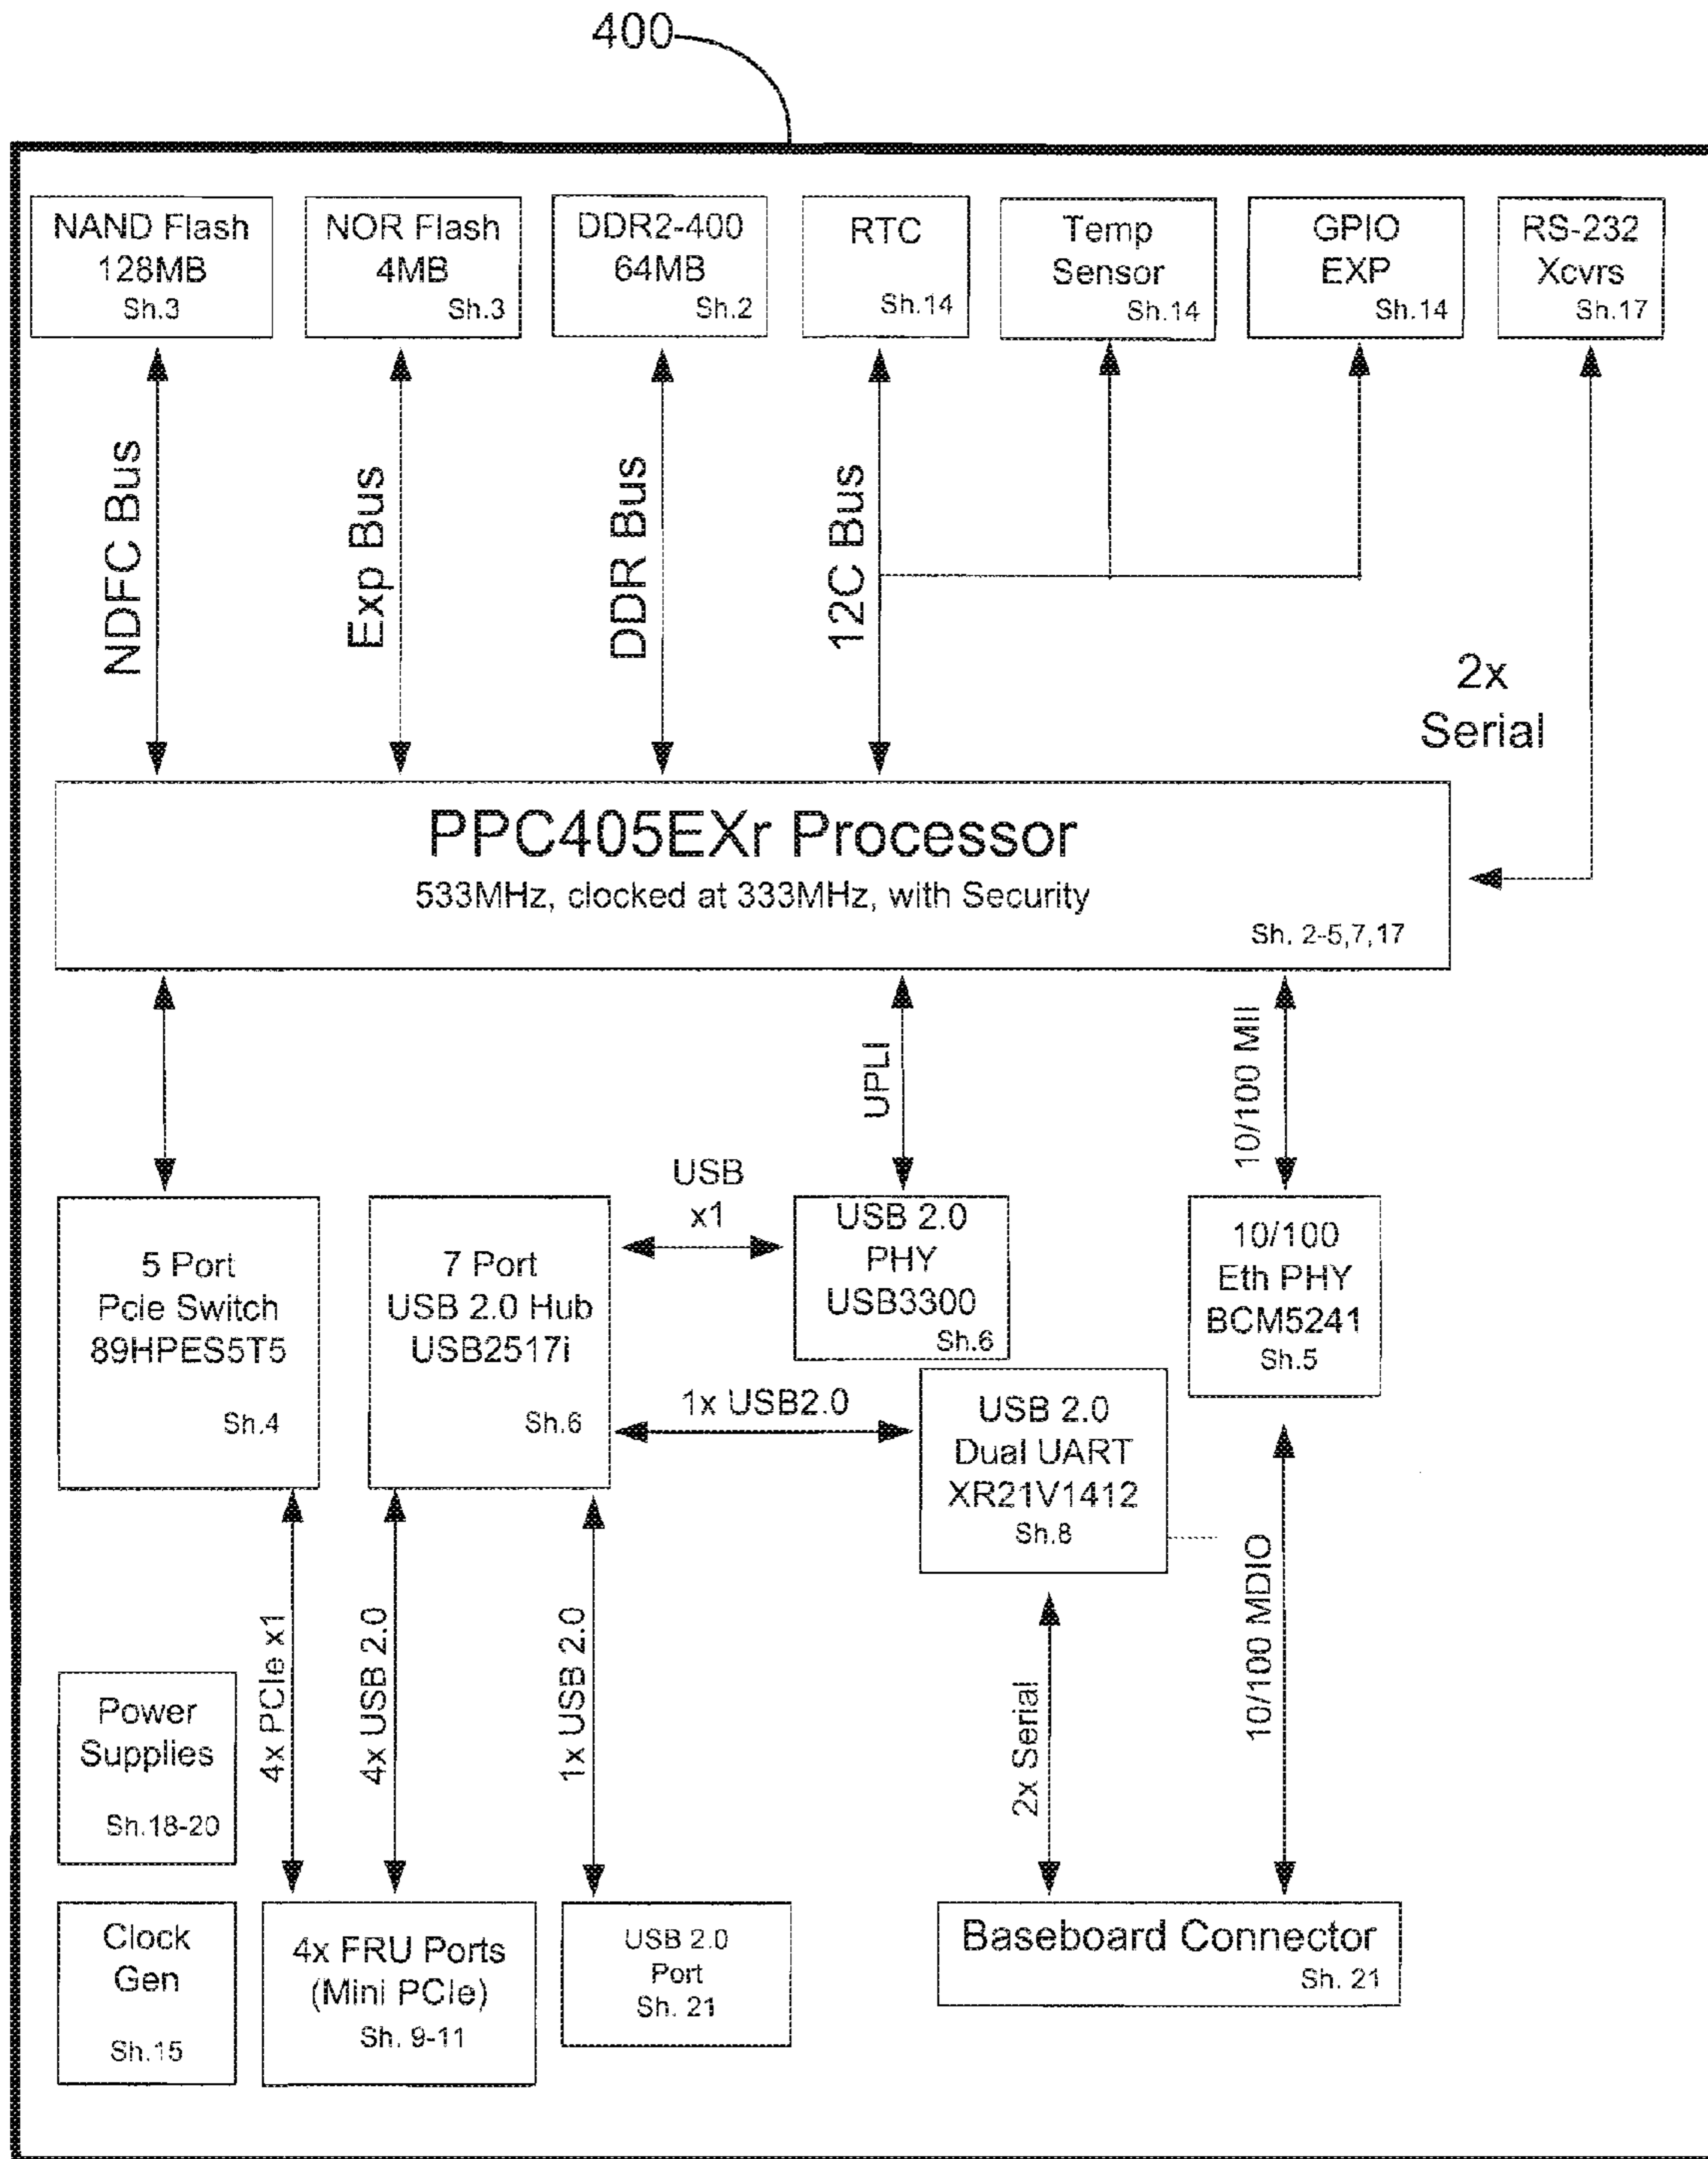 400
NAND Flash
128MB
Sh.3
NOR Flash
4MB
Sh.3
DDR2-400
64MB
Sh.2
RTC
Sh.14
Temp
Sensor
Sh.14
GPIO
EXP
Sh.14
RS-232
Xcvrs
Sh.17
NDFC Bus
Exp Bus
DDR Bus
12C Bus
2x
Serial
PPC405EXr Processor
533MHz, clocked at 333MHz, with Security
Sh. 2-5,7,17
UPLI
10/100 MII
5 Port
Pcie Switch
89HPES5T5
Sh.4
7 Port
USB 2.0 Hub
USB2517i
Sh.6
USB
x1
USB 2.0
PHY
USB3300
Sh.6
10/100
Eth PHY
BCM5241
Sh.5
1x USB2.0
USB 2.0
Dual UART
XR21V1412
Sh.8
4x PCIe x1
4x USB 2.0
1x USB 2.0
2x Serial
10/100 MDIO
Power
Supplies
Sh.18-20
Clock
Gen
Sh.15
4x FRU Ports
(Mini PCIe)
Sh. 9-11
USB 2.0
Port
Sh. 21
Baseboard Connector
Sh. 21